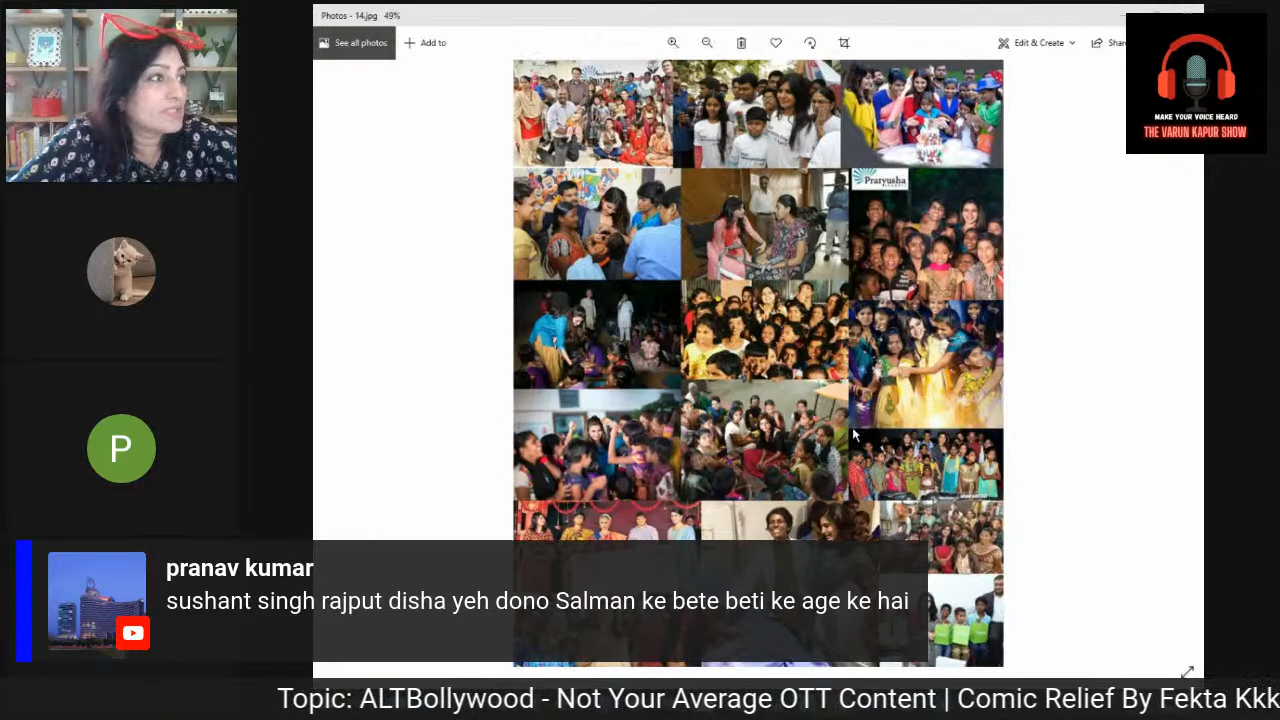 Photos - 14.jpg 49%
See all photos
Add to
Edit & Create
Shar
MAKE YOUR VOICE HEARD
THE VARUN KAPUR SHOW
Pratyusha
P
pranav kumar
sushant singh rajput disha yeh dono Salman ke bete beti ke age ke hai
Topic: ALTBollywood - Not Your Average OTT Content | Comic Relief By Fekta Kkk